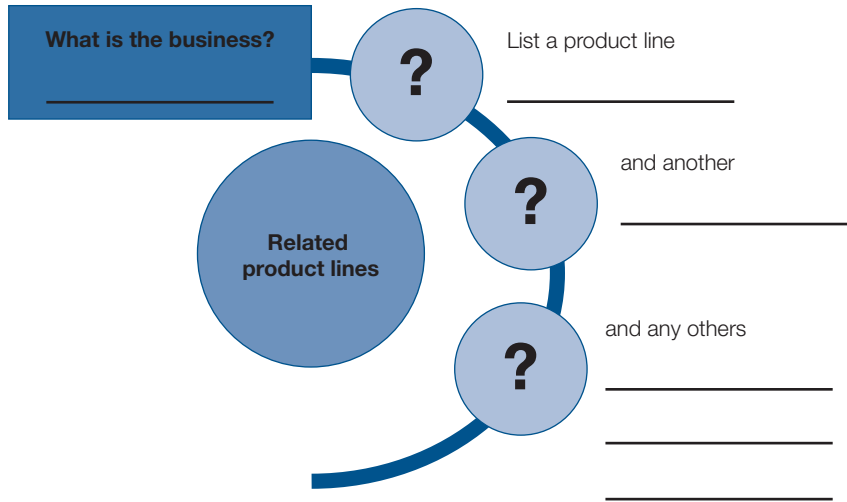 What is the business?
?
List a product line
?
and another
Related
product lines
?
and any others